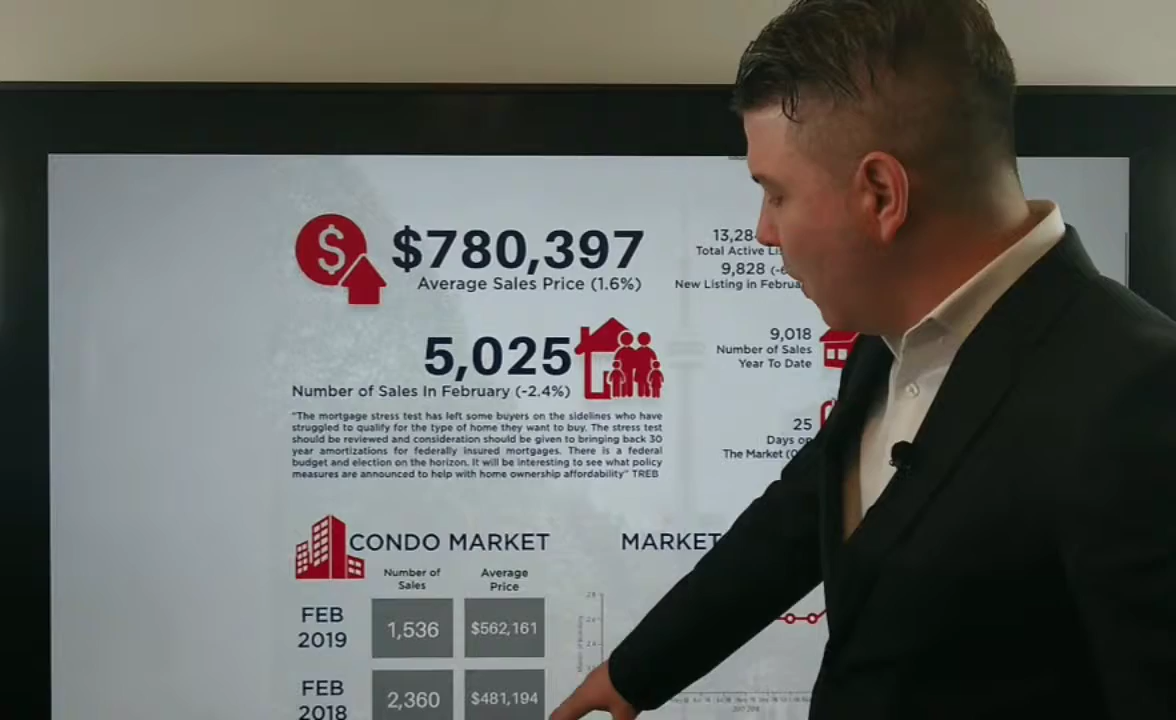 $780,397
Average Sales Price (1.6%)
5,025
Number of Sales In February (-2.4%)
"The mortgage stress test has left some buyers on the sidelines who have
struggled to qualify for the type of home they want to buy. The stress test
should be reviewed and consideration should be given to bringing back 30
year amortizations for federally insured mortgages. There is a federal
budget and election on the horizon. It will be interesting to see what policy
measures are announced to help with home ownership affordability" TREB
13,28
Total Active Lis
9,828 (-
New Listing in Februa
9,018
Number of Sales
Year To Date
25
Days on
The Market (0
CONDO MARKET
Number of
Sales
Average
Price
FEB
2019
1,536
$562,161
FEB
2018
2,360
$481,194
MARKET